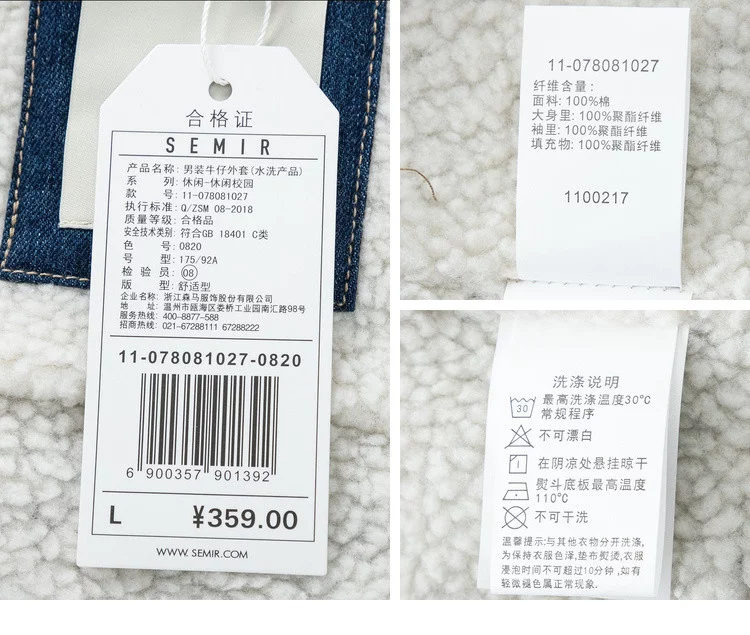 合格证
SEMIR
产品名称: 男装牛仔外套(水洗产品)
系 列: 休闲-休闲校园
款 号: 11-078081027
执行标准: Q/ZSM 08-2018
质量等级: 合格品
安全技术类别: 符合GB 18401 C类
色 号: 0820
号 型: 175/92A
检 验 员: 08
版 型: 舒适型
企业名称: 浙江森马服饰股份有限公司
地 址: 温州市瓯海区娄桥工业园南汇路98号
服务热线: 400-8877-588
招商热线: 021-67288111 67288222
11-078081027-0820
6 900357 901392
L ¥359.00
WWW.SEMIR.COM
11-078081027
纤维含量:
面料: 100%棉
大身里: 100%聚酯纤维
袖里: 100%聚酯纤维
填充物: 100%聚酯纤维
1100217
洗涤说明
30 最高洗涤温度30℃
常规程序
不可漂白
在阴凉处悬挂晾干
熨斗底板最高温度
110℃
不可干洗
温馨提示:与其他衣物分开洗涤,
为保持衣服色泽,垫布熨烫,衣服
浸泡时间不可超过10分钟,如有
轻微褪色属正常现象.